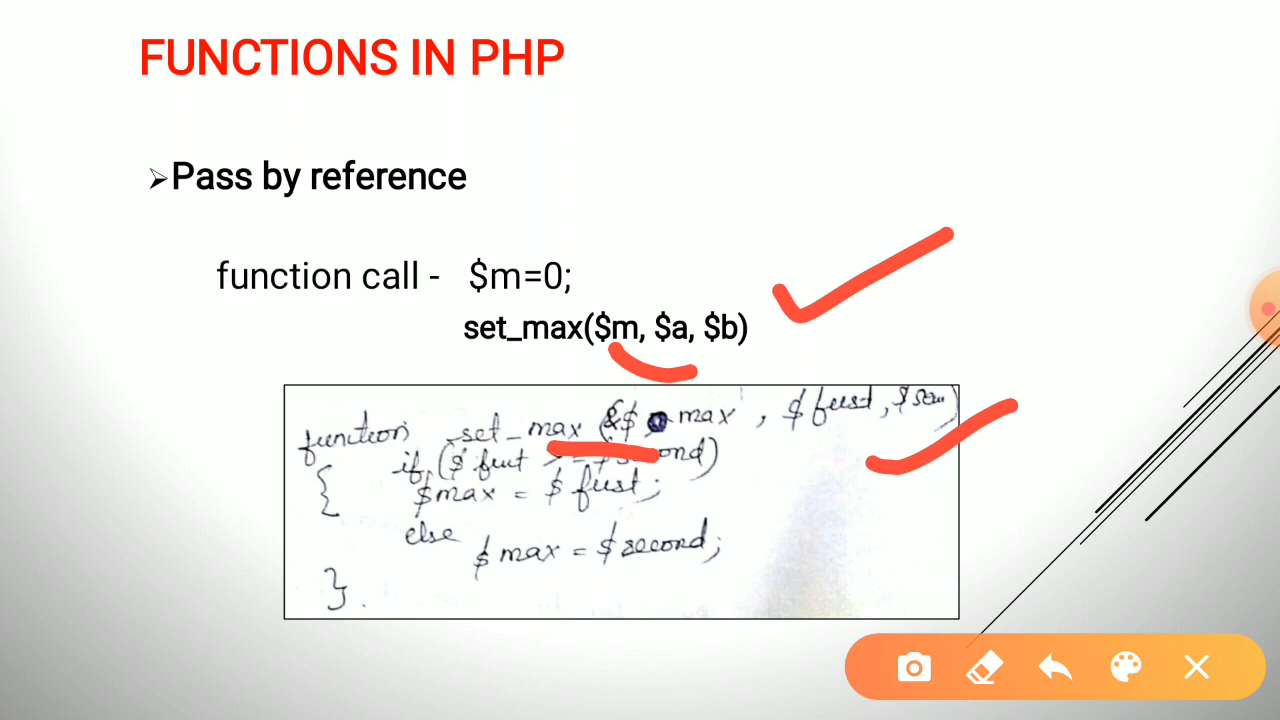 FUNCTIONS IN PHP
➢Pass by reference
function call - $m=0;
set_max($m, $a, $b)
function set_max (&$ max, $first, $
if ($first
{ $max = $first;
else
$max = $second;
}.